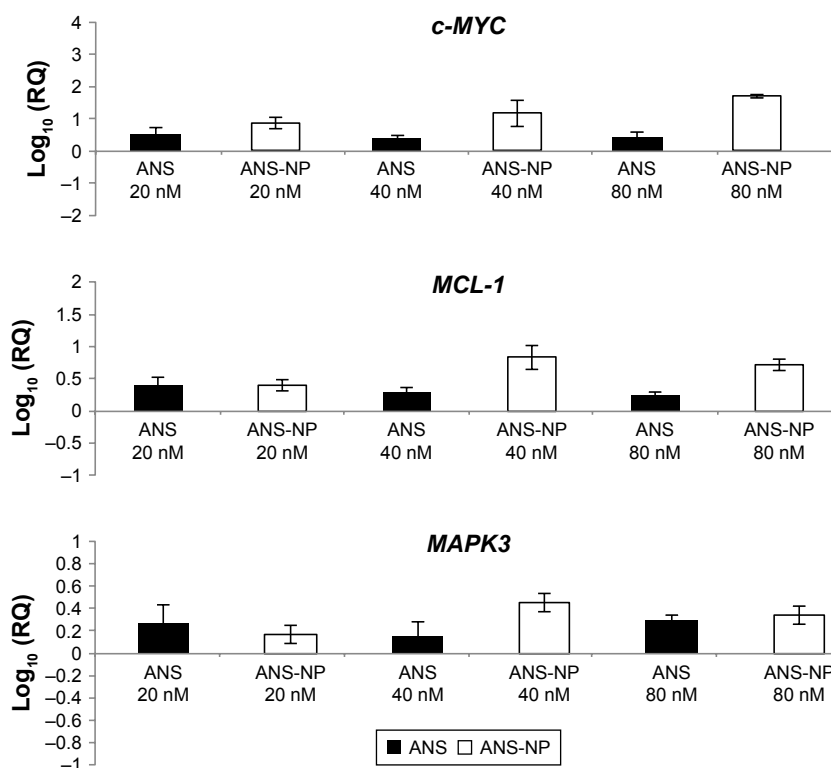 c-MYC
Log10 (RQ)
4
3
2
1
0
–1
–2
ANS ANS-NP ANS ANS-NP ANS ANS-NP
20 nM 20 nM 40 nM 40 nM 80 nM 80 nM
MCL-1
Log10 (RQ)
2
1.5
1
0.5
0
–0.5
–1
ANS ANS-NP ANS ANS-NP ANS ANS-NP
20 nM 20 nM 40 nM 40 nM 80 nM 80 nM
MAPK3
Log10 (RQ)
1
0.8
0.6
0.4
0.2
0
–0.2
–0.4
–0.6
–0.8
–1
ANS ANS-NP ANS ANS-NP ANS ANS-NP
20 nM 20 nM 40 nM 40 nM 80 nM 80 nM
ANS ANS-NP